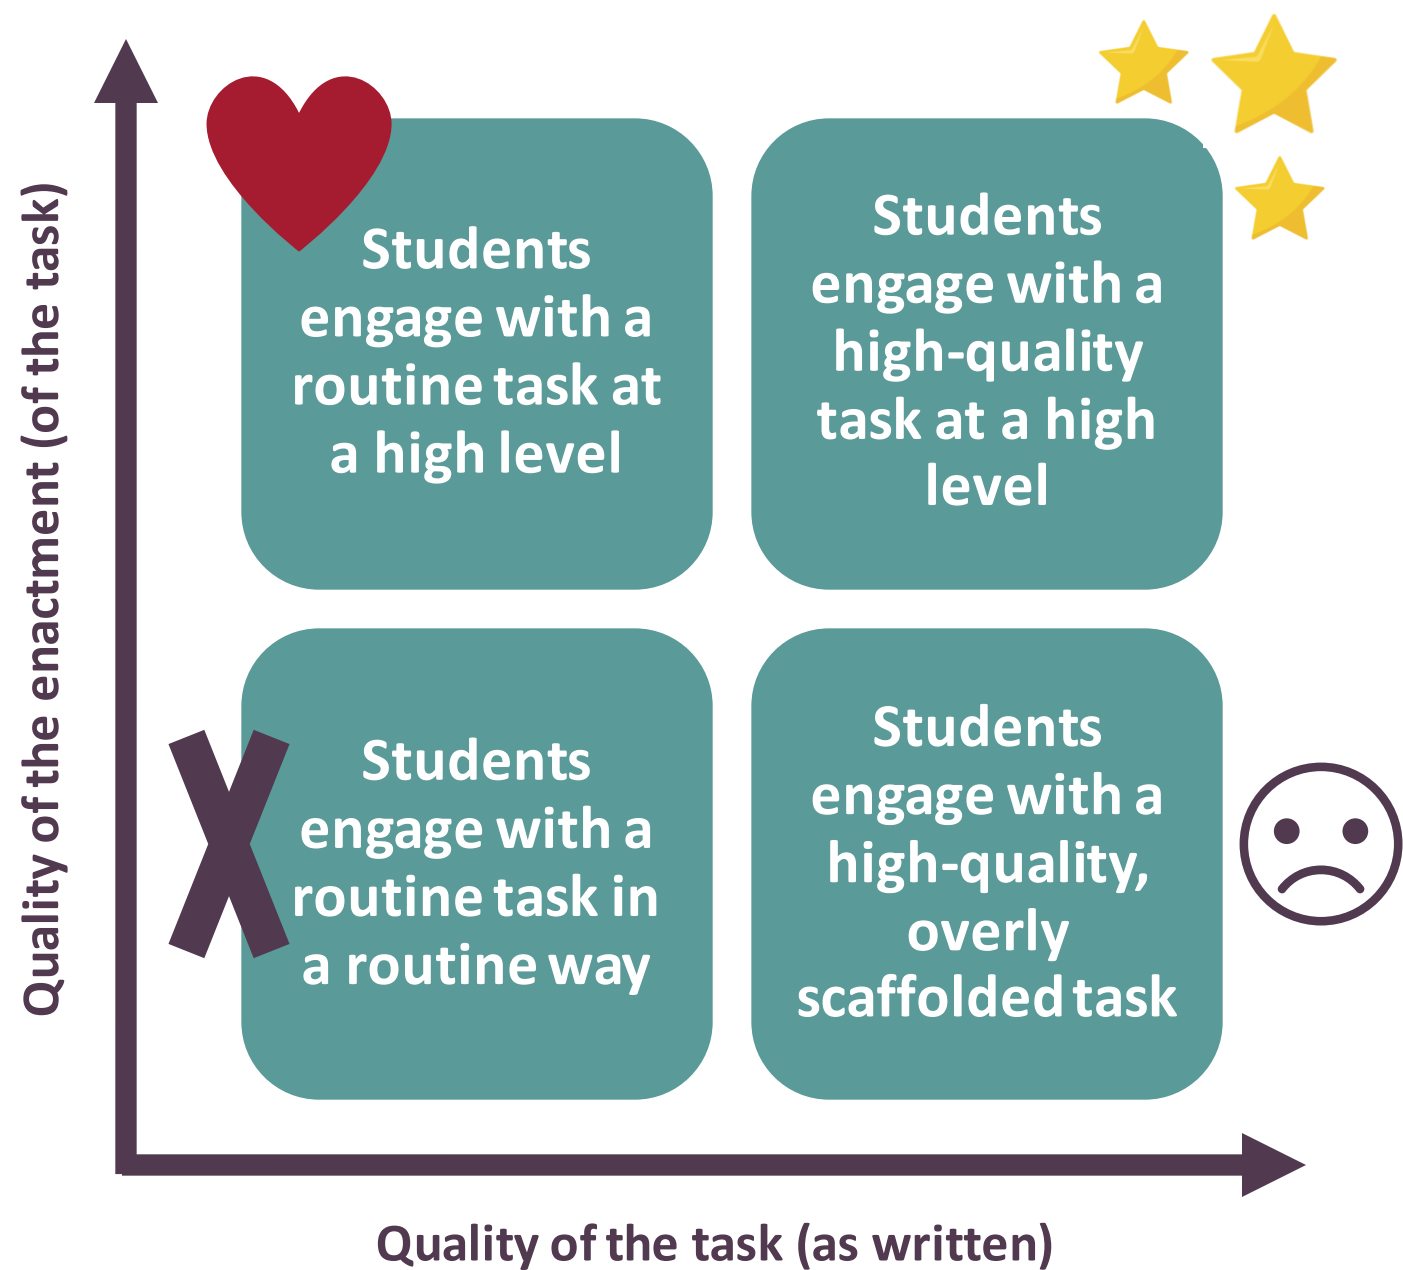 Quality of the enactment (of the task)
Students
engage with a
routine task at
a high level
Students
engage with a
high-quality
task at a high
level
Students
engage with a
routine task in
a routine way
Students
engage with a
high-quality,
overly
scaffolded task
Quality of the task (as written)